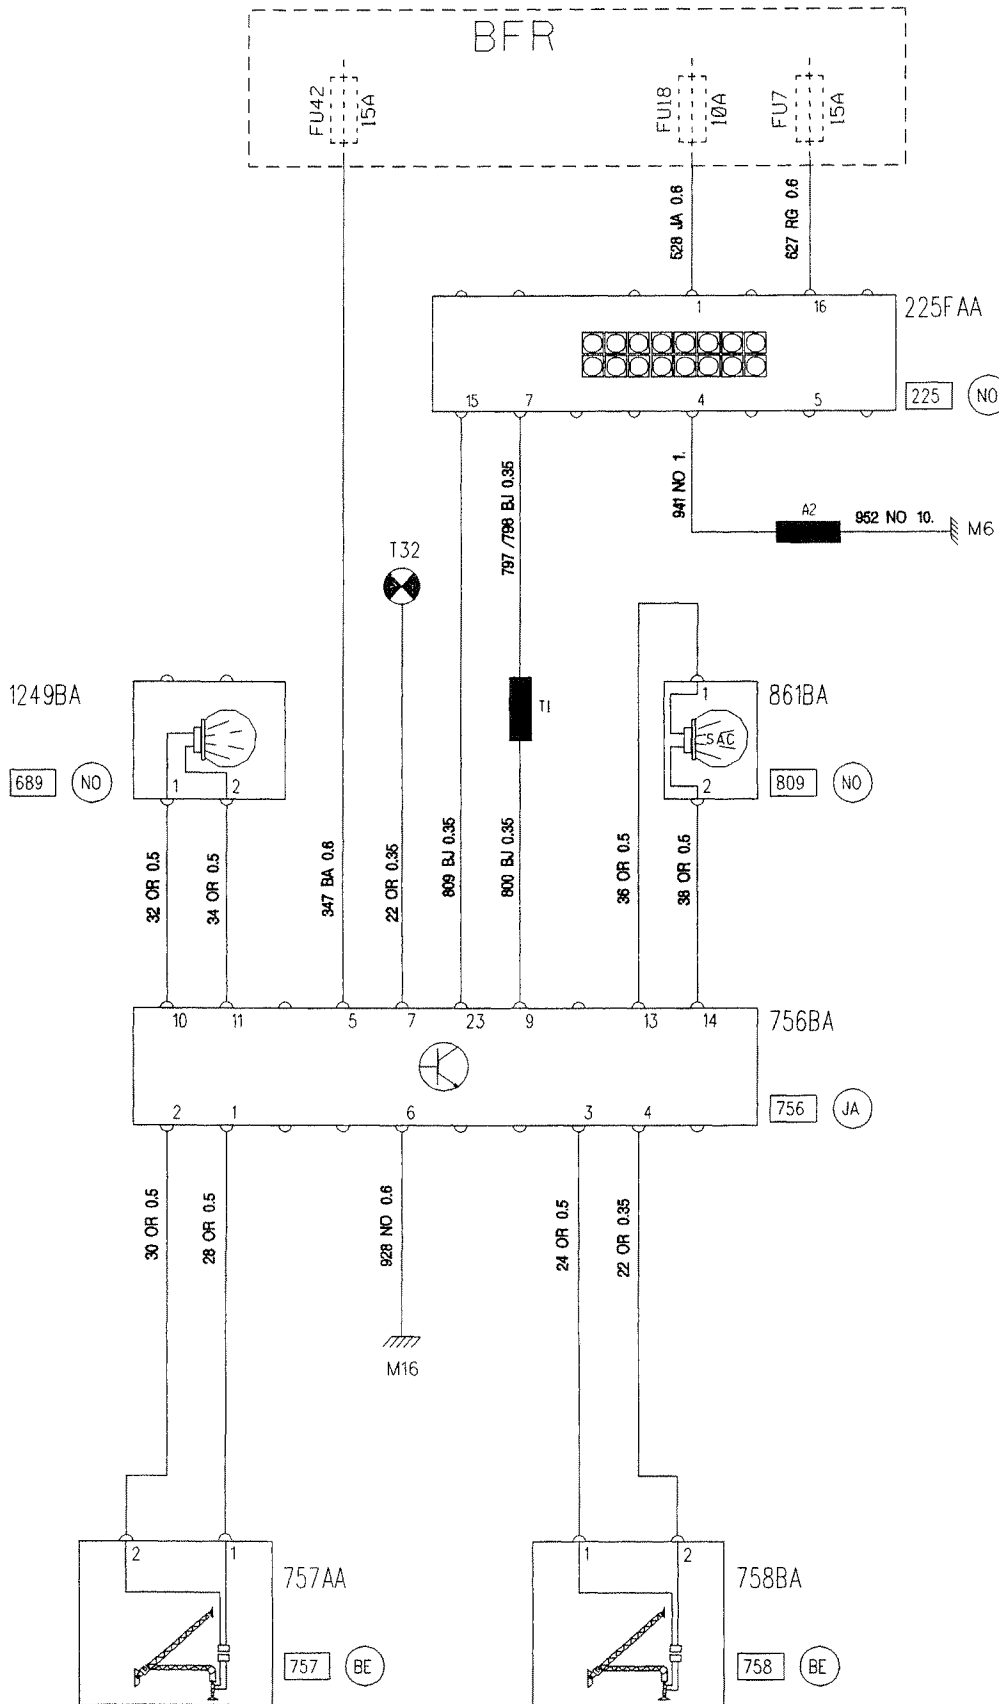 BFR
FU42 15A
FU18 10A
FU7 15A
528 JA 0.6
627 RG 0.6
225FAA
1 16
225 NO
15 7 4 5
797 /798 BJ 0.35
941 NO 1.
A2
952 NO 10.
M6
T32
T1
1249BA
689 NO
1 2
861BA
1
SAC
809 NO
2
32 OR 0.5
34 OR 0.5
347 BA 0.6
22 OR 0.35
809 BJ 0.35
800 BJ 0.35
36 OR 0.5
38 OR 0.5
10 11 5 7 23 9 13 14
756BA
756 JA
2 1 6 3 4
30 OR 0.5
28 OR 0.5
928 NO 0.6
24 OR 0.5
22 OR 0.35
M16
2 1
757AA
757 BE
1 2
758BA
758 BE